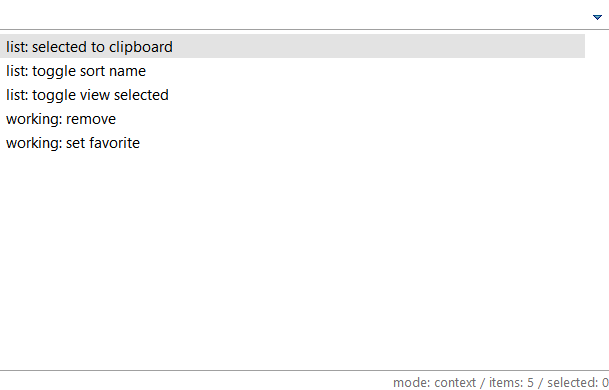 list: selected to clipboard
list: toggle sort name
list: toggle view selected
working: remove
working: set favorite
mode: context / items: 5 / selected: 0